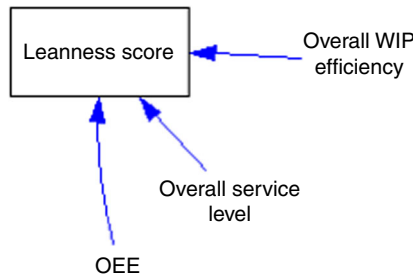 Leanness score
Overall WIP
efficiency
Overall service
level
OEE